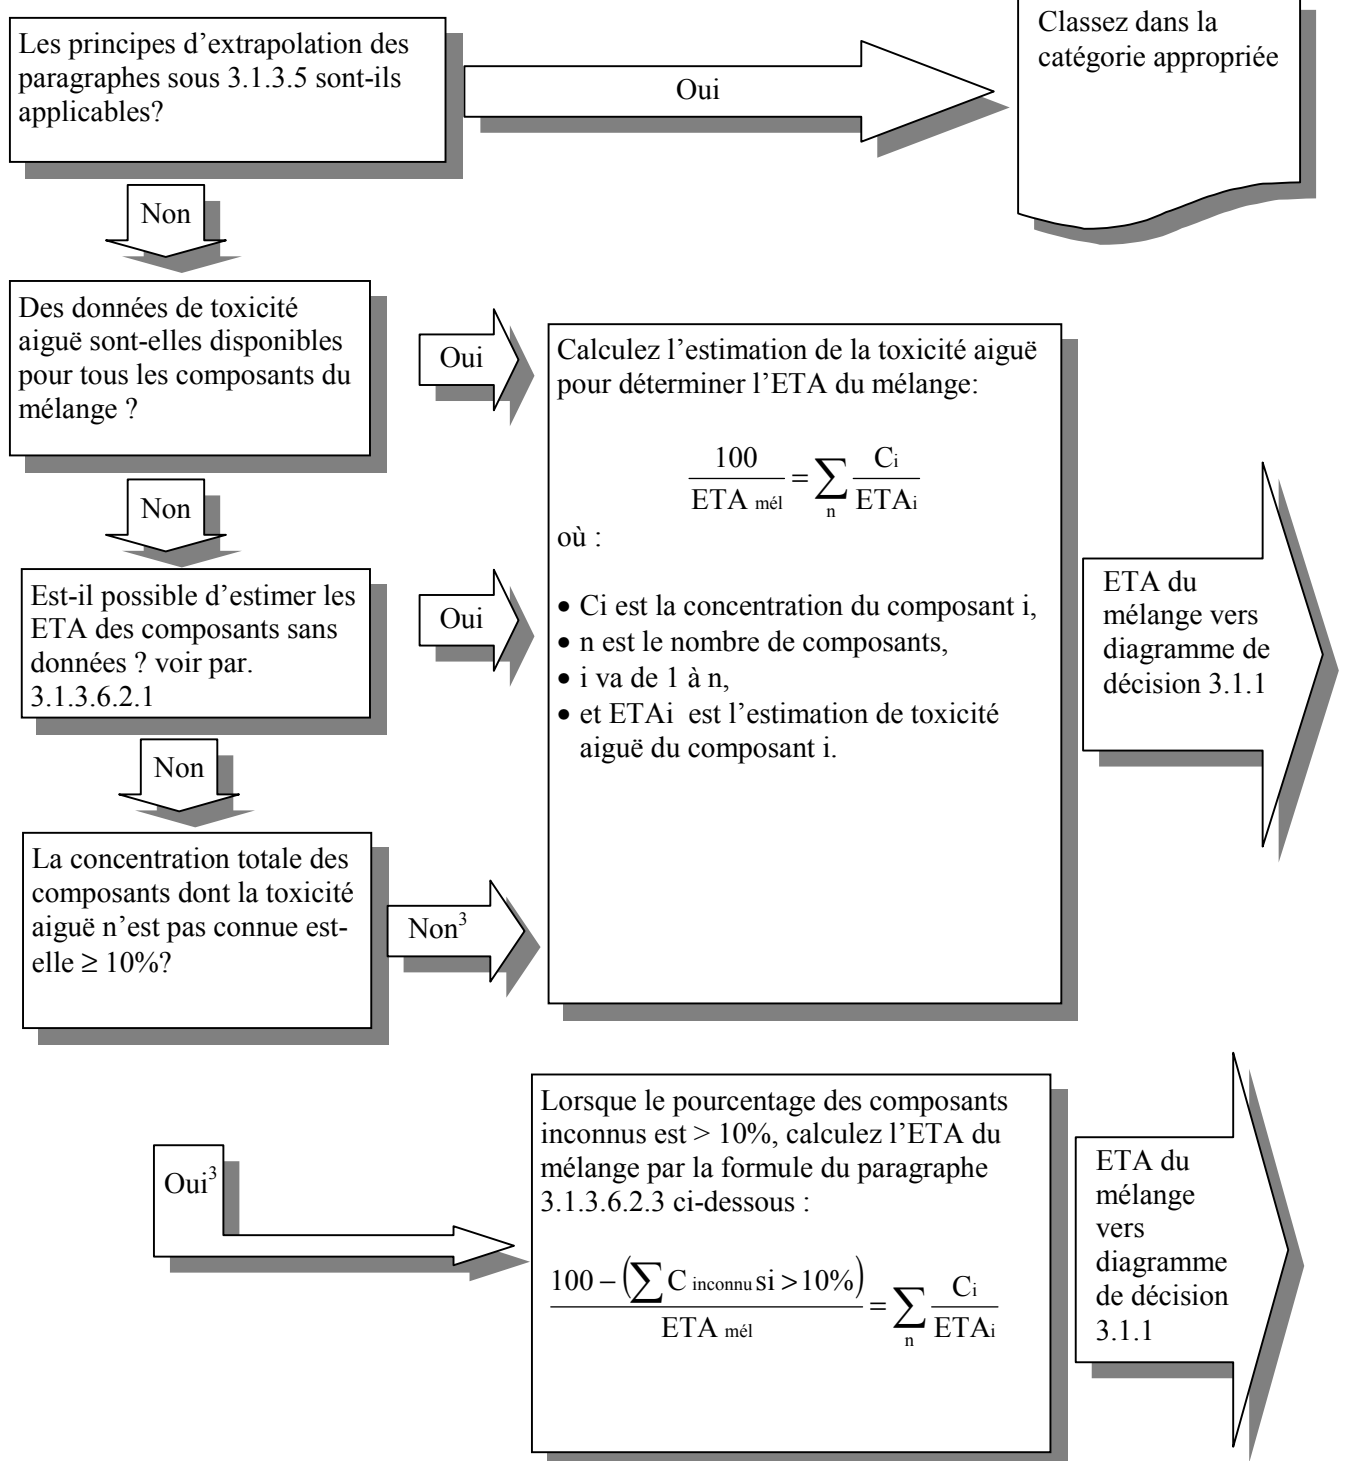 Les principes d’extrapolation des
paragraphes sous 3.1.3.5 sont-ils
applicables?
Oui
Classez dans la
catégorie appropriée
Non
Des données de toxicité
aiguë sont-elles disponibles
pour tous les composants du
mélange ?
Oui
Calculez l’estimation de la toxicité aiguë
pour déterminer l’ETA du mélange:
100 / ETA mél = ∑ n Ci / ETAi
où :
• Ci est la concentration du composant i,
• n est le nombre de composants,
• i va de 1 à n,
• et ETAi est l’estimation de toxicité
aiguë du composant i.
ETA du
mélange vers
diagramme de
décision 3.1.1
Non
Est-il possible d’estimer les
ETA des composants sans
données ? voir par.
3.1.3.6.2.1
Oui
Non
La concentration totale des
composants dont la toxicité
aiguë n’est pas connue est-
elle ≥ 10%?
Non³
Oui³
Lorsque le pourcentage des composants
inconnus est > 10%, calculez l’ETA du
mélange par la formule du paragraphe
3.1.3.6.2.3 ci-dessous :
100 – (∑ C inconnu si > 10%) / ETA mél = ∑ n Ci / ETAi
ETA du
mélange
vers
diagramme
de décision
3.1.1